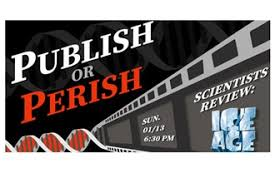 PUBLISH
OR
PERISH
SCIENTISTS
REVIEW:
SUN.
01/13
6:30 PM
ICE
AGE